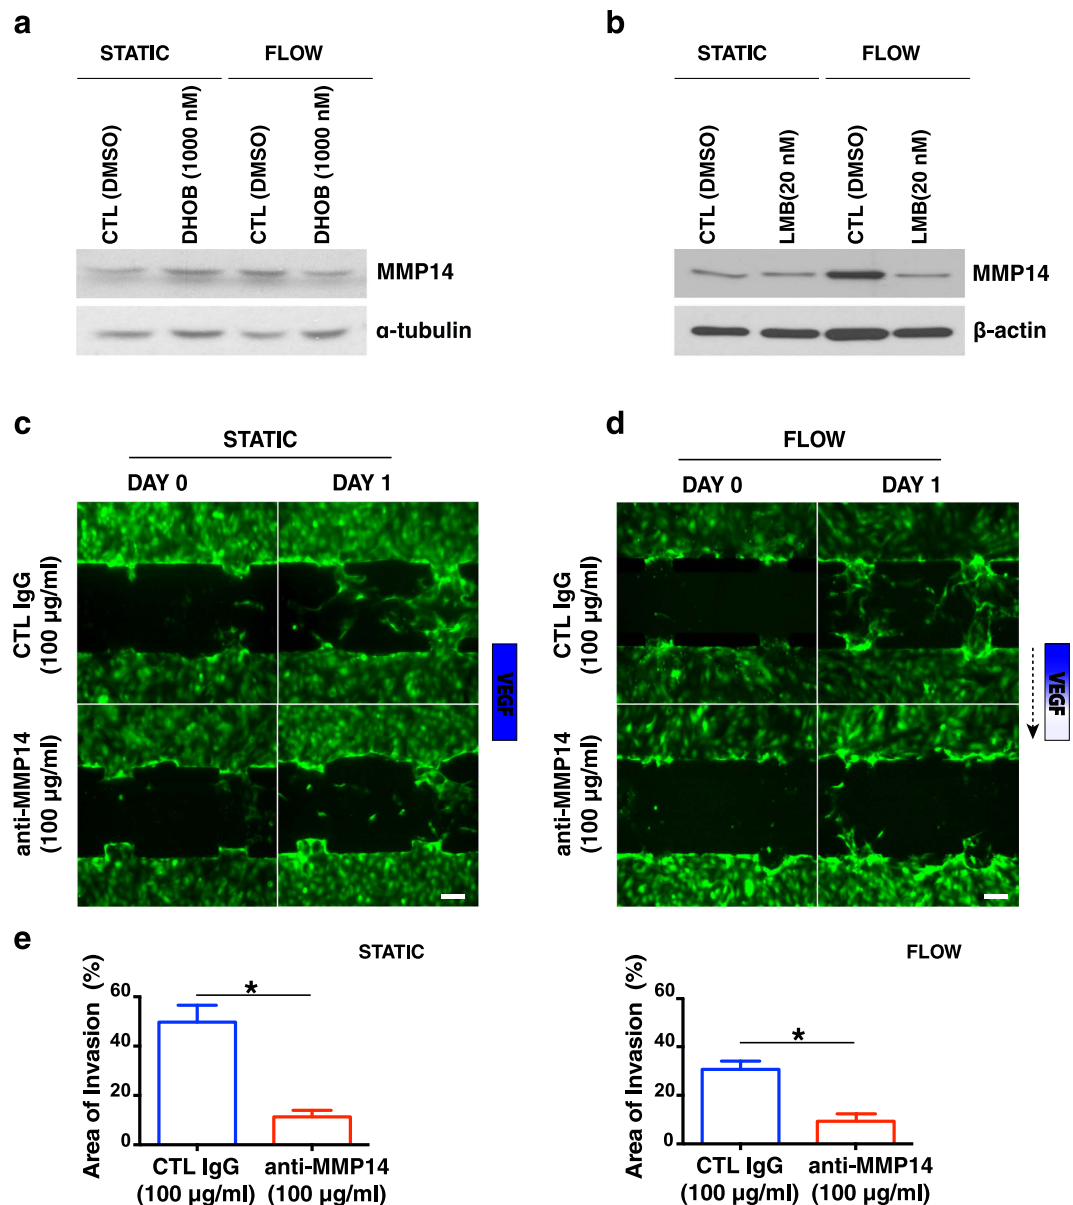 a
STATIC
FLOW
CTL (DMSO)
DHOB (1000 nM)
CTL (DMSO)
DHOB (1000 nM)
MMP14
α-tubulin
b
STATIC
FLOW
CTL (DMSO)
LMB(20 nM)
CTL (DMSO)
LMB(20 nM)
MMP14
β-actin
c
STATIC
DAY 0
DAY 1
CTL IgG
(100 µg/ml)
anti-MMP14
(100 µg/ml)
VEGF
d
FLOW
DAY 0
DAY 1
CTL IgG
(100 µg/ml)
anti-MMP14
(100 µg/ml)
VEGF
e
STATIC
Area of Invasion (%)
60
40
20
0
*
CTL IgG
(100 µg/ml)
anti-MMP14
(100 µg/ml)
FLOW
Area of Invasion (%)
60
40
20
0
*
CTL IgG
(100 µg/ml)
anti-MMP14
(100 µg/ml)